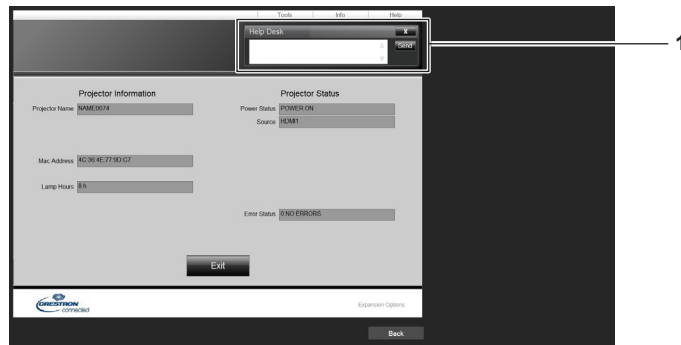 Tools Info Help
Help Desk X
Send
1
Projector Information Projector Status
Projector Name NAME0074 Power Status POWER ON
Source HDMI1
Mac Address 4C:36:4E:77:9D:C7
Lamp Hours 8 h
Error Status 0:NO ERRORS
Exit
CRESTRON
connected
Expansion Options
Back